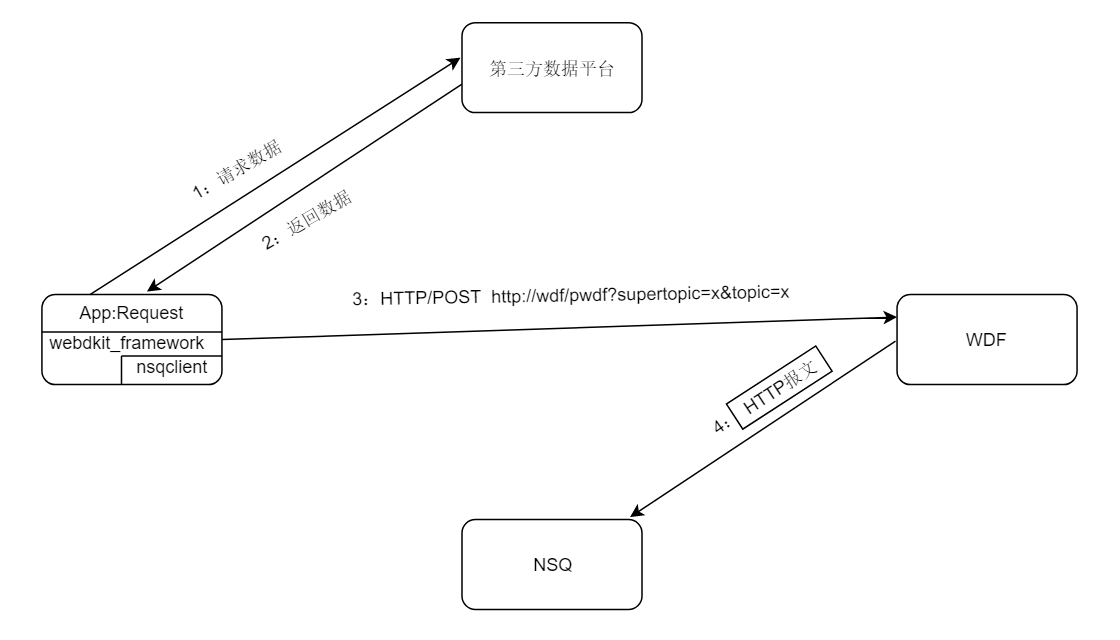 第三方数据平台
1：请求数据
2：返回数据
App:Request
webdkit_framework
nsqclient
3：HTTP/POST http://wdf/pwdf?supertopic=x&topic=x
WDF
4：HTTP报文
NSQ